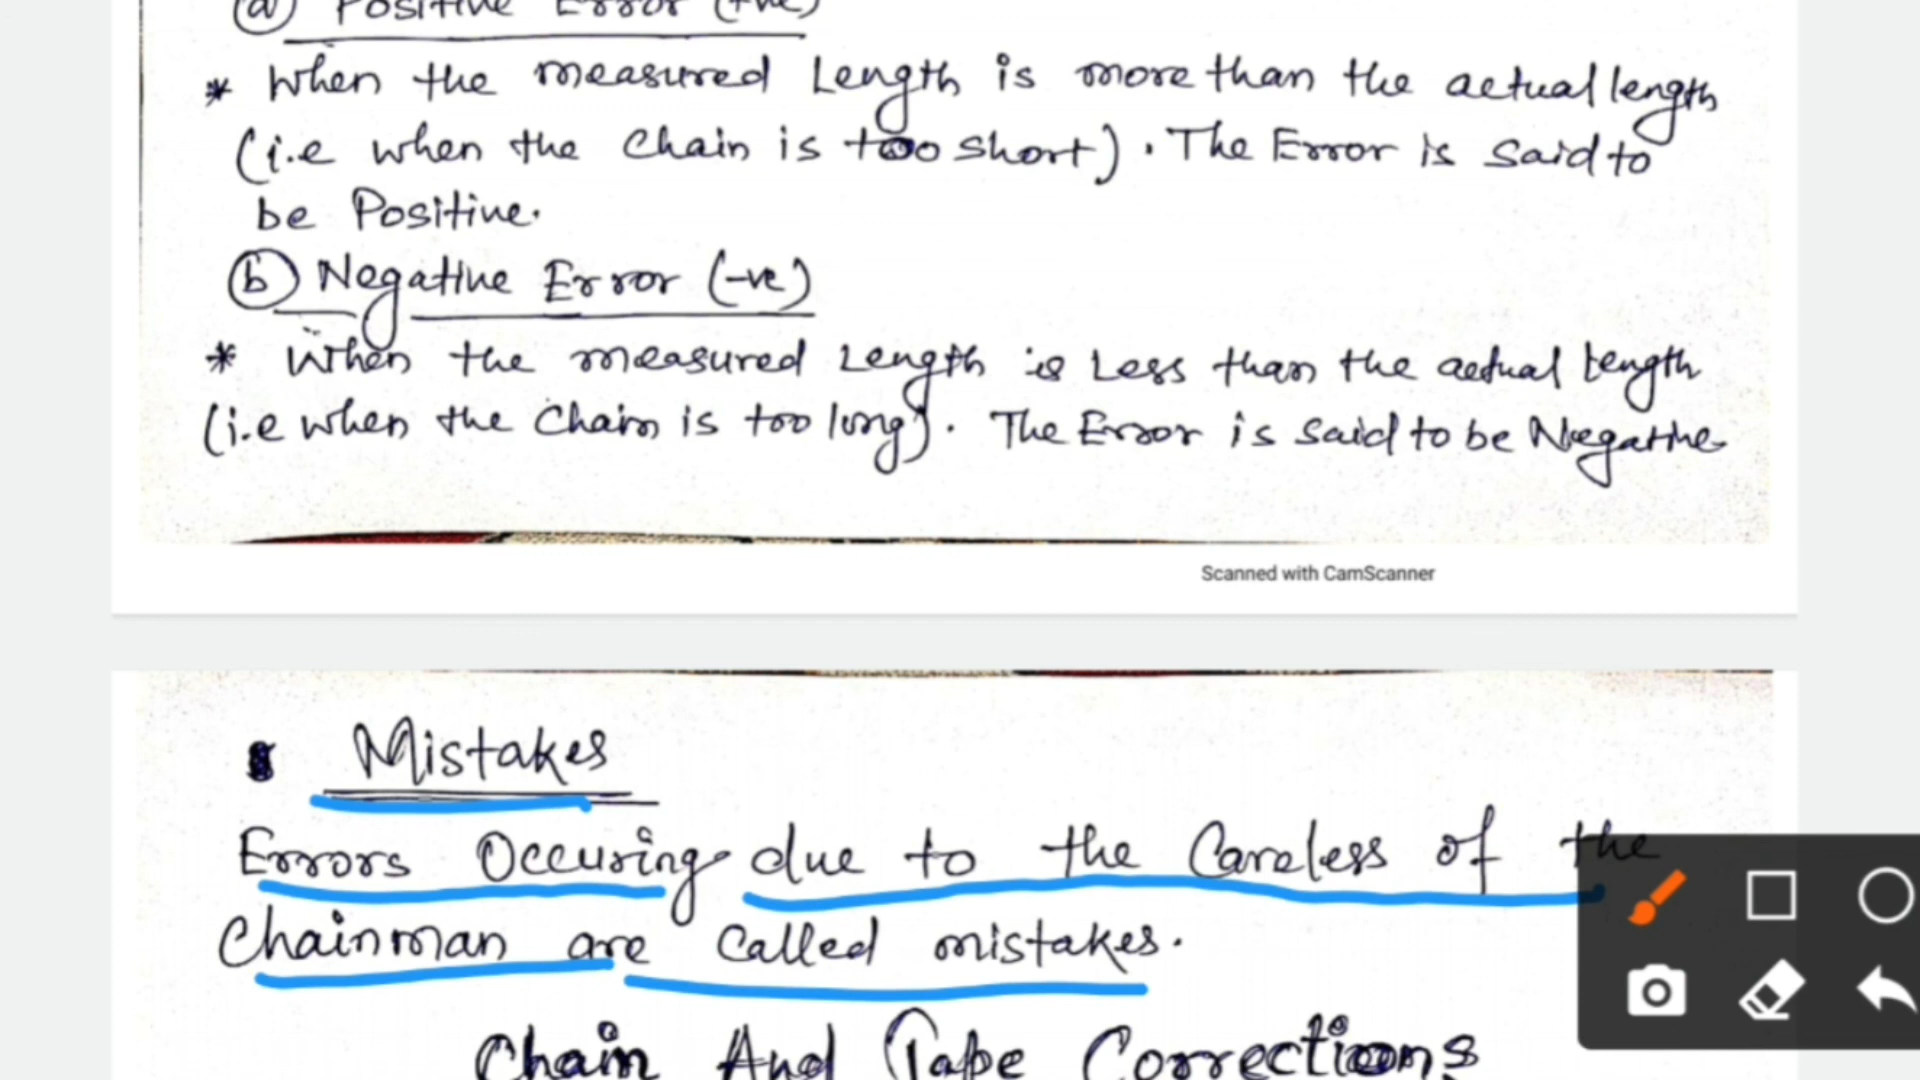 (a) Positive Error (+ve)
* When the measured Length is more than the actual length
(i.e when the Chain is too short). The Error is said to
be Positive.
(b) Negative Error (-ve)
* When the measured Length is Less than the actual length
(i.e when the Chain is too long). The Error is said to be Negative
Scanned with CamScanner
Mistakes
Errors Occuring due to the Careless of the
Chainman are called mistakes.
Chain And Tape Corrections